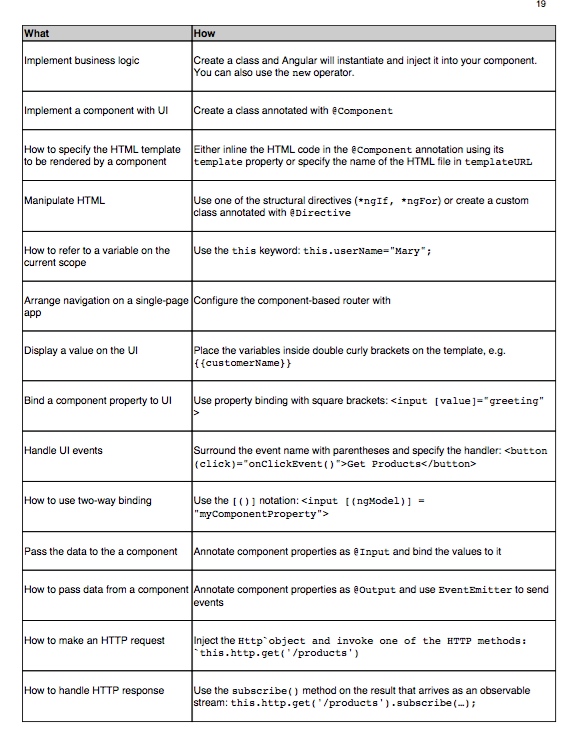 19
What How
Implement business logic Create a class and Angular will instantiate and inject it into your component.
You can also use the new operator.
Implement a component with UI Create a class annotated with @Component
How to specify the HTML template Either inline the HTML code in the @Component annotation using its
to be rendered by a component template property or specify the name of the HTML file in templateURL
Manipulate HTML Use one of the structural directives (*ngIf, *ngFor) or create a custom
class annotated with @Directive
How to refer to a variable on the Use the this keyword: this.userName="Mary";
current scope
Arrange navigation on a single-page Configure the component-based router with
app
Display a value on the UI Place the variables inside double curly brackets on the template, e.g.
{{customerName}}
Bind a component property to UI Use property binding with square brackets: <input [value]="greeting"
>
Handle UI events Surround the event name with parentheses and specify the handler: <button
(click)="onClickEvent()">Get Products</button>
How to use two-way binding Use the [()] notation: <input [(ngModel)] =
"myComponentProperty">
Pass the data to the a component Annotate component properties as @Input and bind the values to it
How to pass data from a component Annotate component properties as @Output and use EventEmitter to send
events
How to make an HTTP request Inject the Http`object and invoke one of the HTTP methods:
`this.http.get('/products')
How to handle HTTP response Use the subscribe() method on the result that arrives as an observable
stream: this.http.get('/products').subscribe(…);